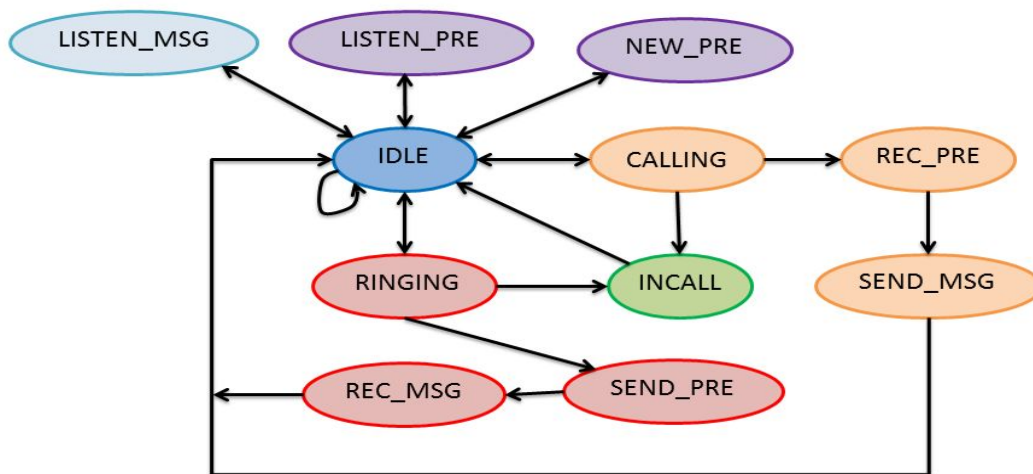 LISTEN_MSG
LISTEN_PRE
NEW_PRE
IDLE
CALLING
REC_PRE
RINGING
INCALL
SEND_MSG
REC_MSG
SEND_PRE